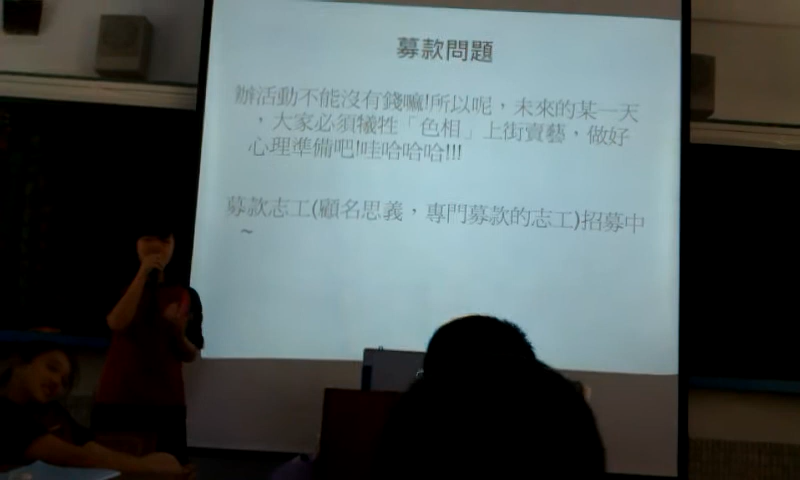 募款問題
辦活動不能沒有錢嘛!所以呢，未來的某一天
，大家必須犧牲「色相」上街賣藝，做好
心理準備吧!哇哈哈哈!!!
募款志工(顧名思義，專門募款的志工)招募中
~